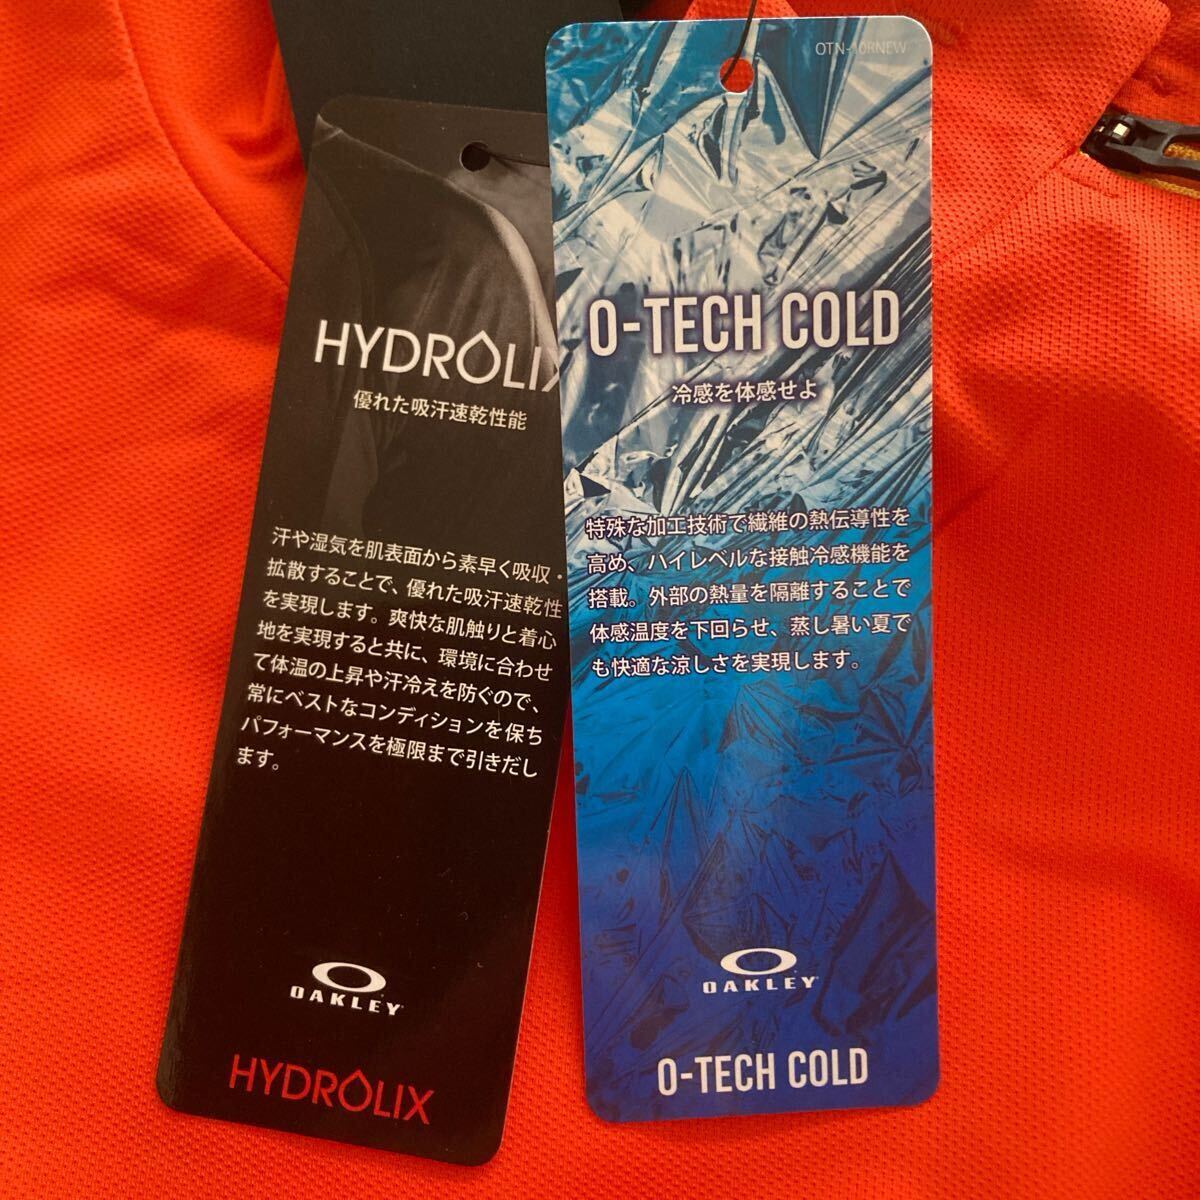 HYDROLIX
優れた吸汗速乾性能
汗や湿気を肌表面から素早く吸収・
拡散することで、優れた吸汗速乾性
を実現します。爽快な肌触りと着心
地を実現すると共に、環境に合わせ
て体温の上昇や汗冷えを防ぐので、
常にベストなコンディションを保ち
パフォーマンスを極限まで引きだし
ます。
OAKLEY
HYDROLIX
O-TECH COLD
冷感を体感せよ
特殊な加工技術で繊維の熱伝導性を
高め、ハイレベルな接触冷感機能を
搭載。外部の熱量を隔離することで
体感温度を下回らせ、蒸し暑い夏で
も快適な涼しさを実現します。
OAKLEY
O-TECH COLD